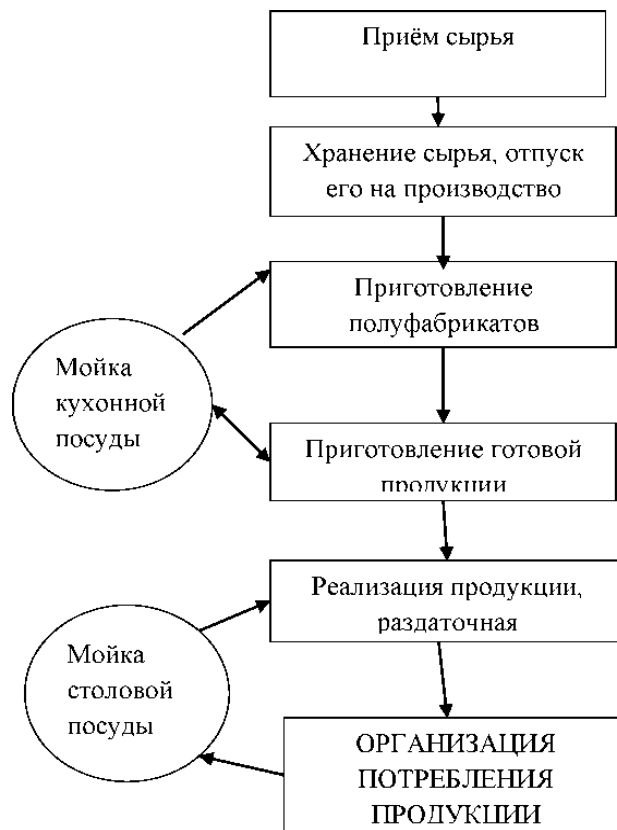 Приём сырья
Хранение сырья, отпуск
его на производство
Приготовление
полуфабрикатов
Мойка
кухонной
посуды
Приготовление готовой
продукции
Реализация продукции,
раздаточная
Мойка
столовой
посуды
ОРГАНИЗАЦИЯ
ПОТРЕБЛЕНИЯ
ПРОДУКЦИИ